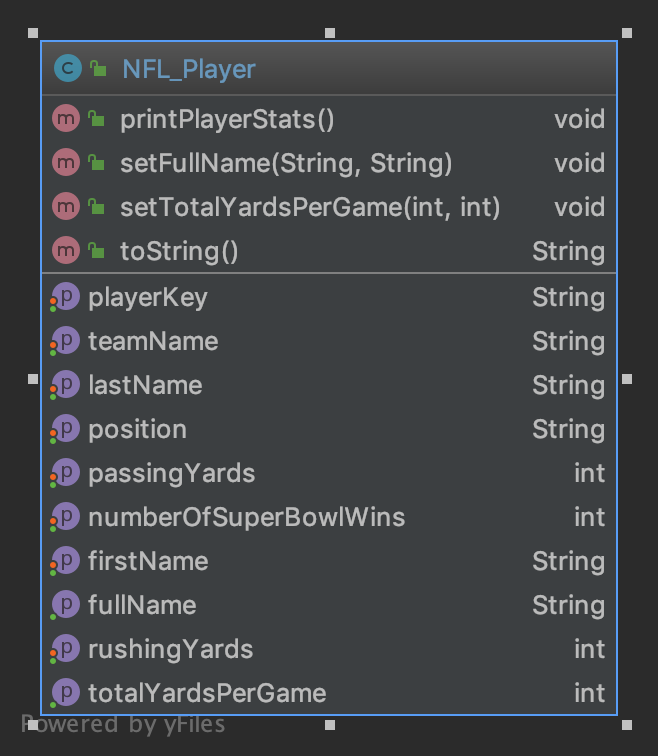 C NFL_Player
m printPlayerStats() void
m setFullName(String, String) void
m setTotalYardsPerGame(int, int) void
m toString() String
p playerKey String
p teamName String
p lastName String
p position String
p passingYards int
p numberOfSuperBowlWins int
p firstName String
p fullName String
p rushingYards int
p totalYardsPerGame int
Powered by yFiles